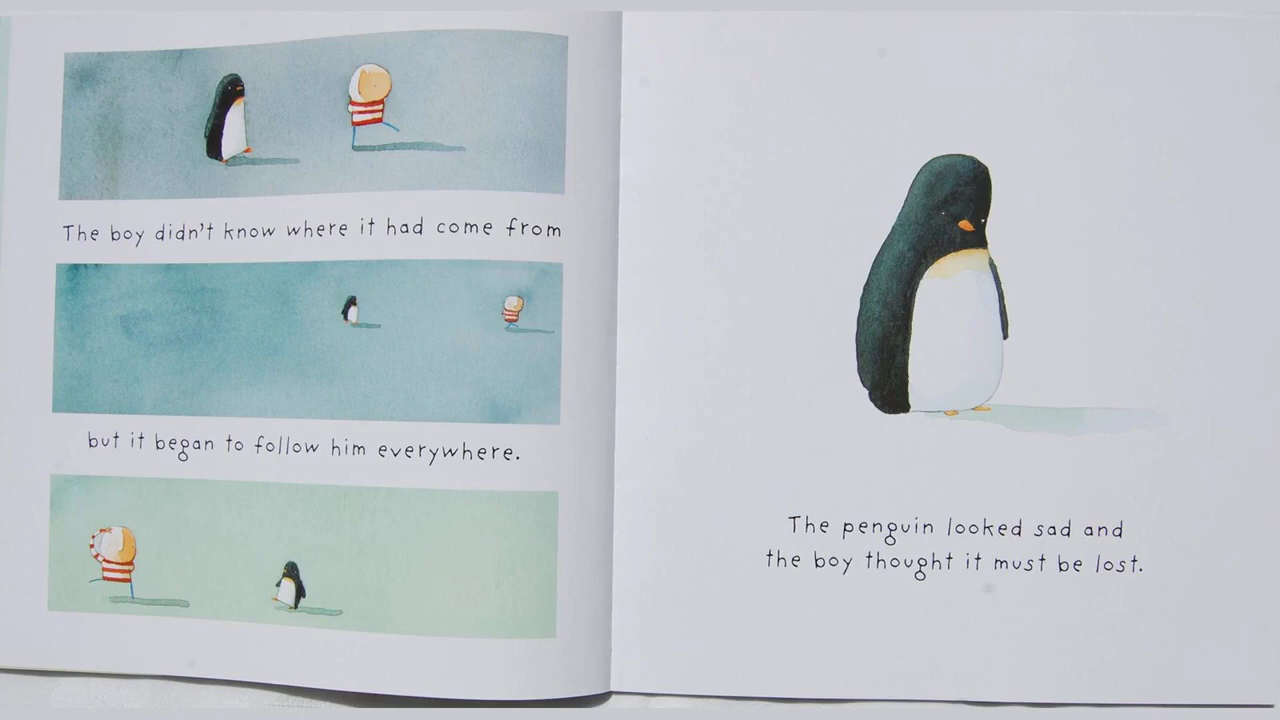 The boy didn't know where it had come from
but it began to follow him everywhere.
The penguin looked sad and
the boy thought it must be lost.